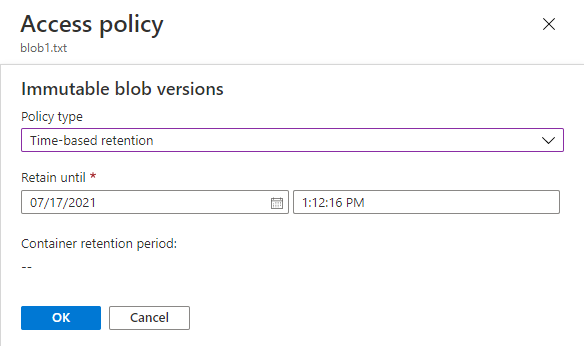 Access policy
blob1.txt
Immutable blob versions
Policy type
Time-based retention
Retain until *
07/17/2021 1:12:16 PM
Container retention period:
--
OK Cancel